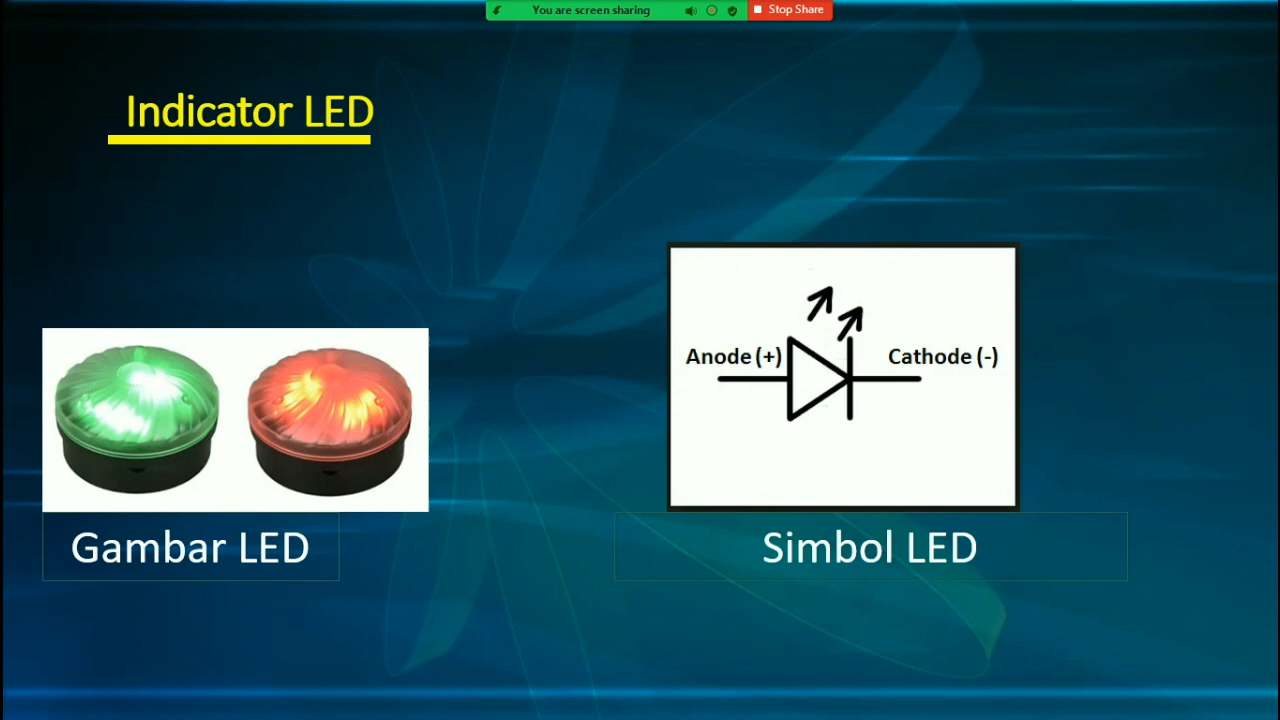 You are screen sharing
Stop Share
Indicator LED
Anode (+)
Cathode (-)
Gambar LED
Simbol LED